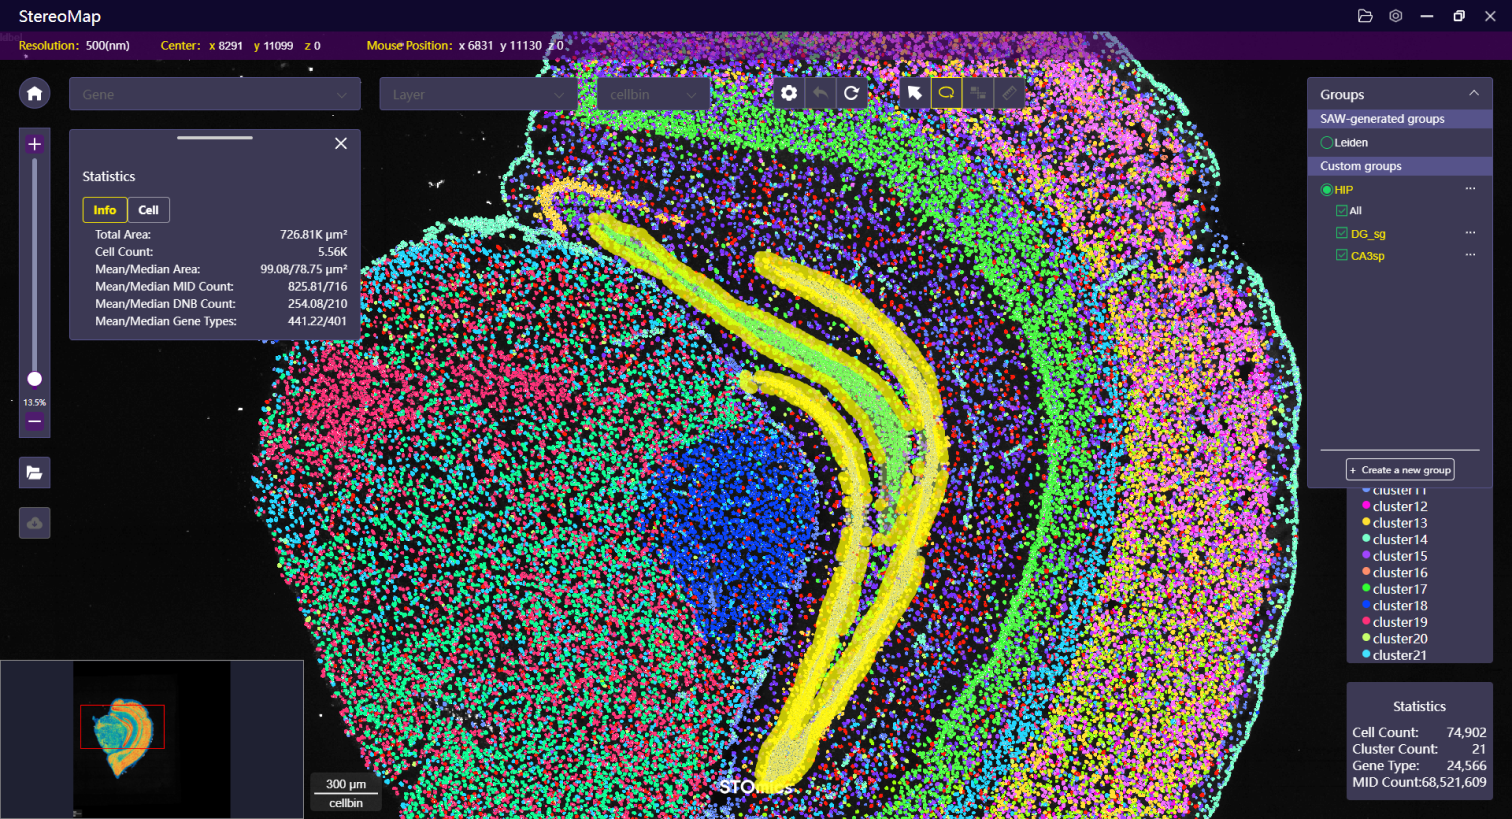 StereoMap
Resolution: 500(nm) Center: x 8291 y 11099 z 0 Mouse Position: x 6831 y 11130 z 0
Gene
Layer
cellbin
Statistics
Info Cell
Total Area: 726.81K µm²
Cell Count: 5.56K
Mean/Median Area: 99.08/78.75 µm²
Mean/Median MID Count: 825.81/716
Mean/Median DNB Count: 254.08/210
Mean/Median Gene Types: 441.22/401
13.5%
Groups
SAW-generated groups
Leiden
Custom groups
HIP ...
All
DG_sg ...
CA3sp ...
+ Create a new group
cluster11
cluster12
cluster13
cluster14
cluster15
cluster16
cluster17
cluster18
cluster19
cluster20
cluster21
Statistics
Cell Count: 74,902
Cluster Count: 21
Gene Type: 24,566
MID Count:68,521,609
300 µm
cellbin